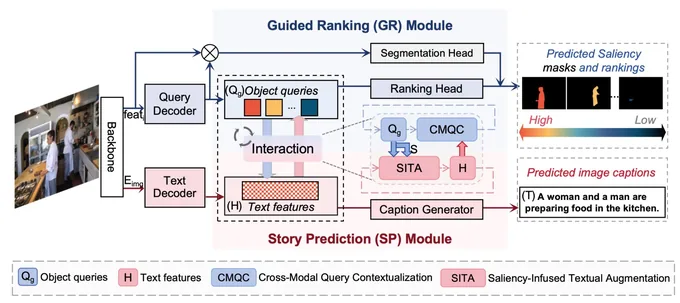 Guided Ranking (GR) Module
Segmentation Head
Predicted Saliency
masks and rankings
(Qg) Object queries
...
Ranking Head
feat
Query
Decoder
High
Low
Backbone
Interaction
Qg
CMQC
S
SITA
H
Eimg
Text
Decoder
(H)
Text features
Caption Generator
Predicted image captions
(T) A woman and a man are
preparing food in the kitchen.
Story Prediction (SP) Module
Qg Object queries
H Text features
CMQC Cross-Modal Query Contextualization
SITA Saliency-Infused Textual Augmentation